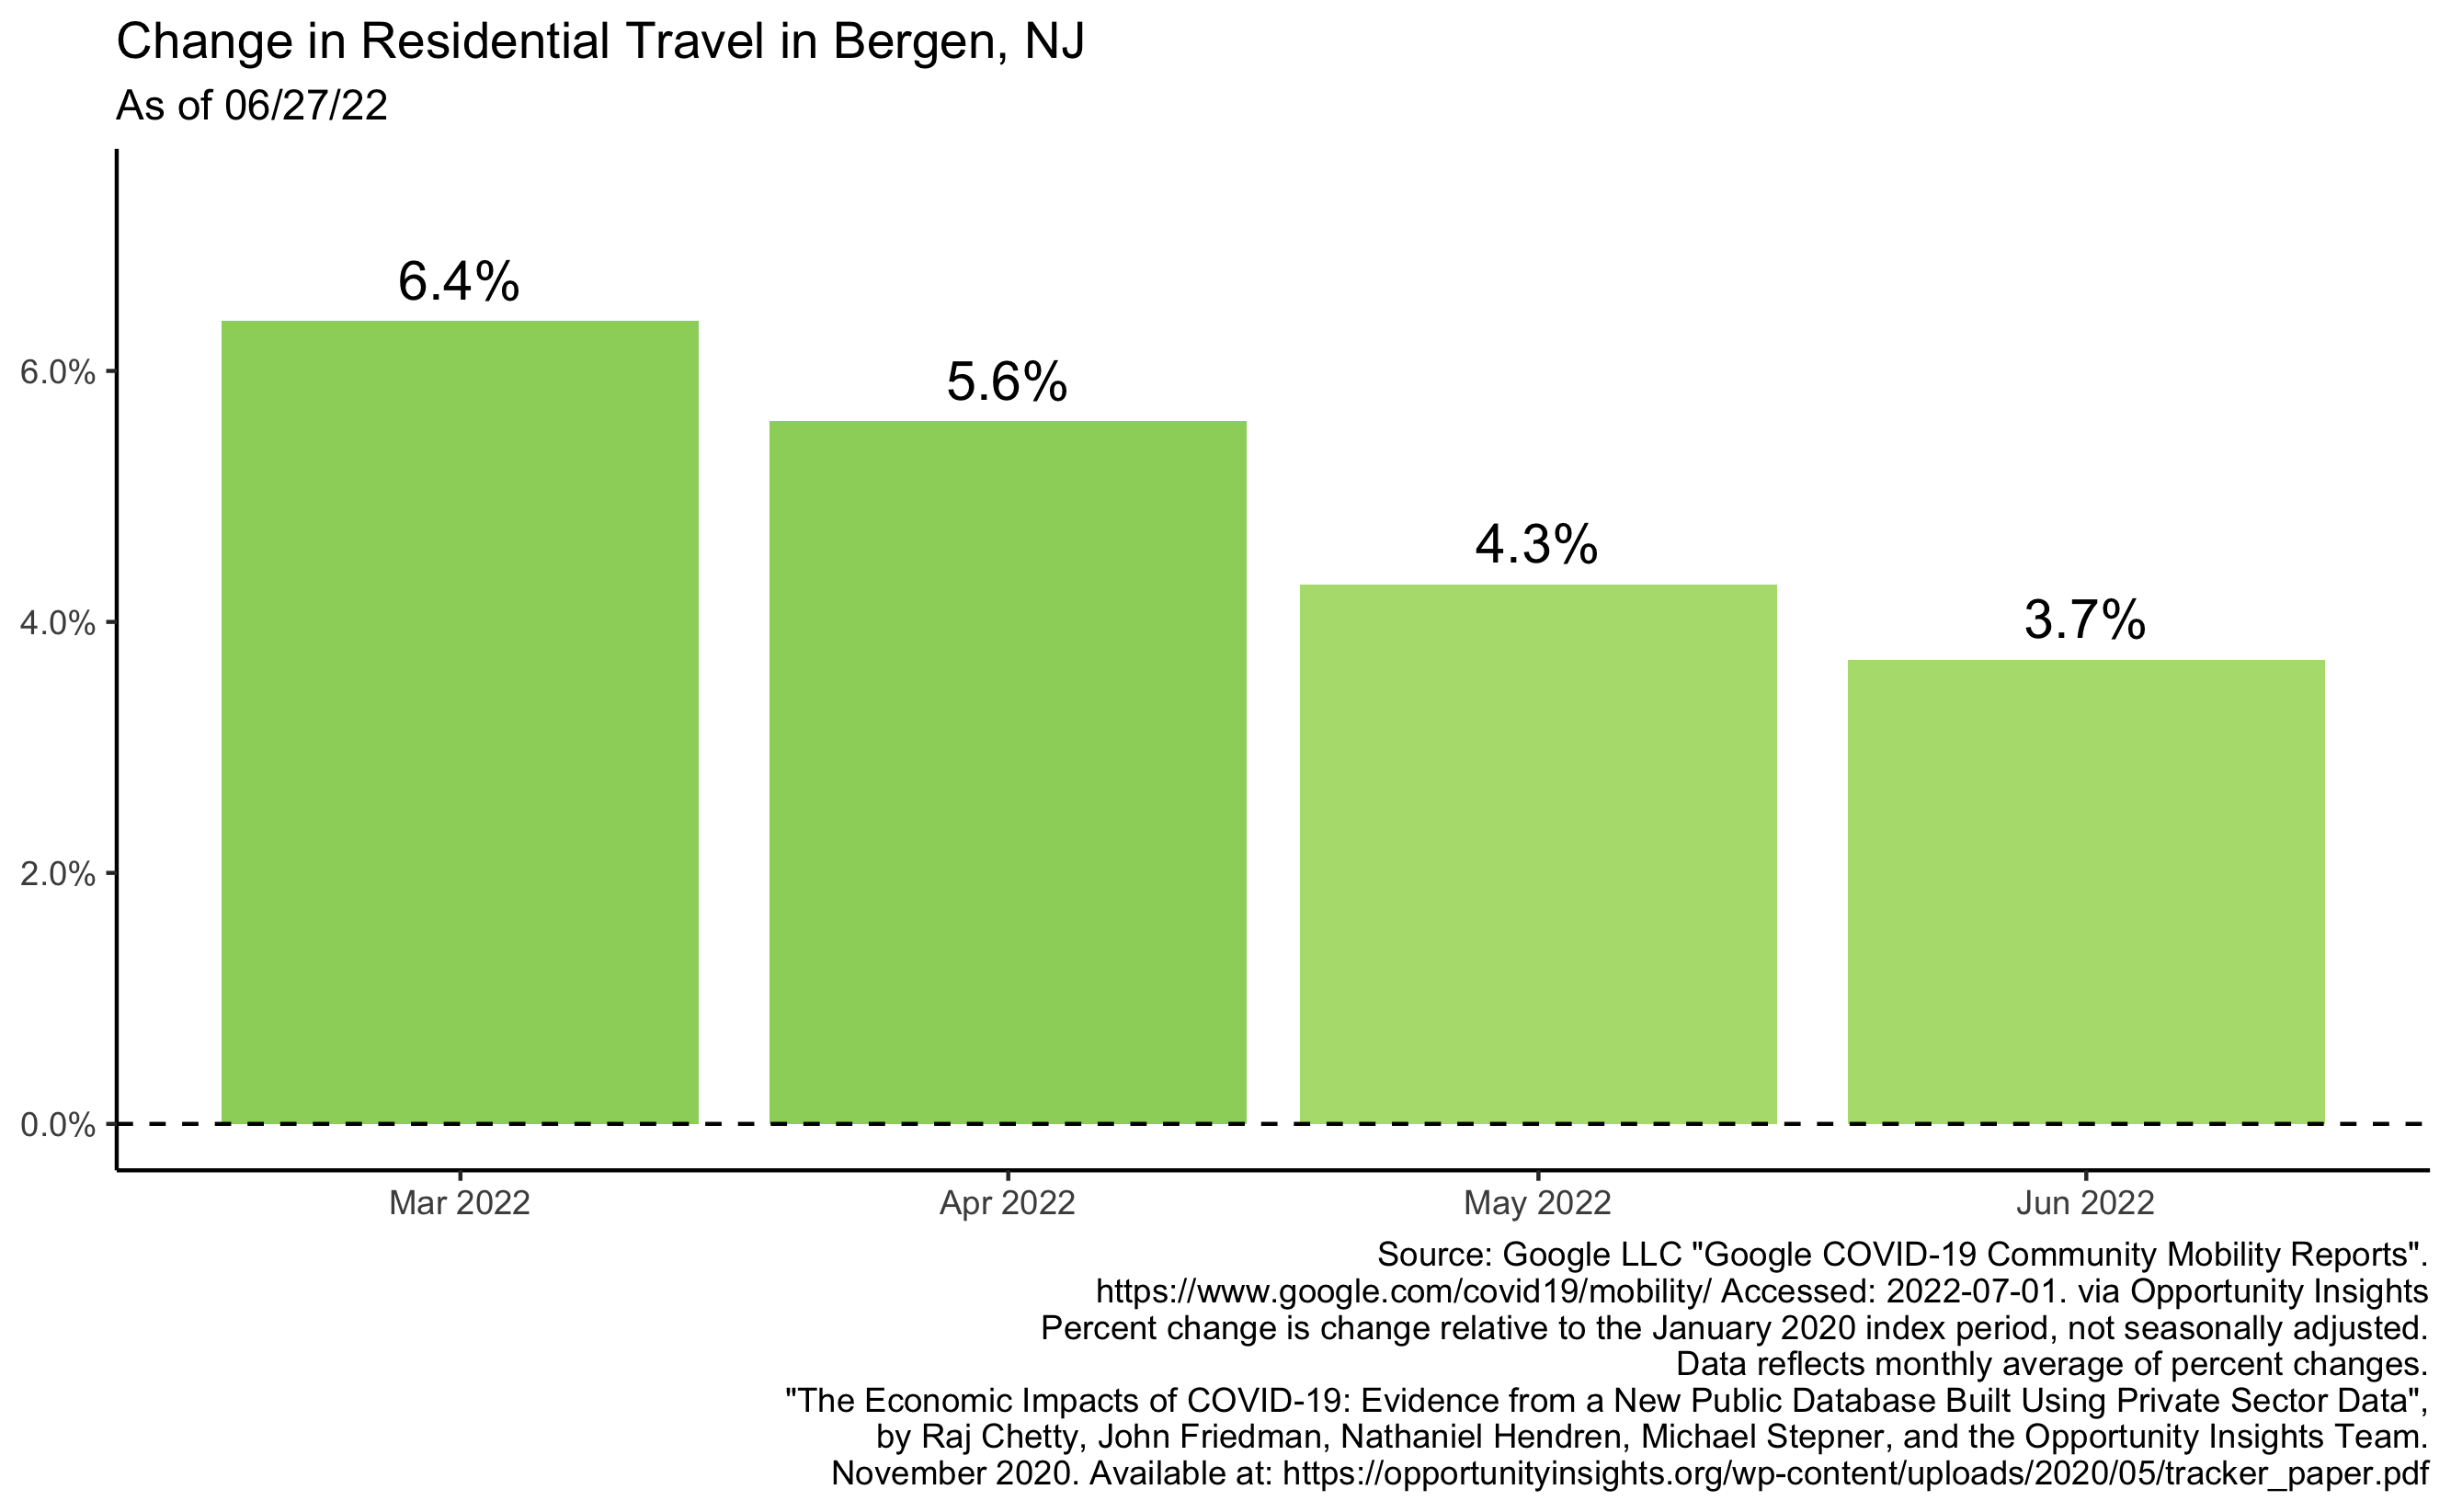 Change in Residential Travel in Bergen, NJ
As of 06/27/22
6.4%
5.6%
4.3%
3.7%
6.0%
4.0%
2.0%
0.0%
Mar 2022
Apr 2022
May 2022
Jun 2022
Source: Google LLC "Google COVID-19 Community Mobility Reports".
https://www.google.com/covid19/mobility/ Accessed: 2022-07-01. via Opportunity Insights
Percent change is change relative to the January 2020 index period, not seasonally adjusted.
Data reflects monthly average of percent changes.
"The Economic Impacts of COVID-19: Evidence from a New Public Database Built Using Private Sector Data",
by Raj Chetty, John Friedman, Nathaniel Hendren, Michael Stepner, and the Opportunity Insights Team.
November 2020. Available at: https://opportunityinsights.org/wp-content/uploads/2020/05/tracker_paper.pdf